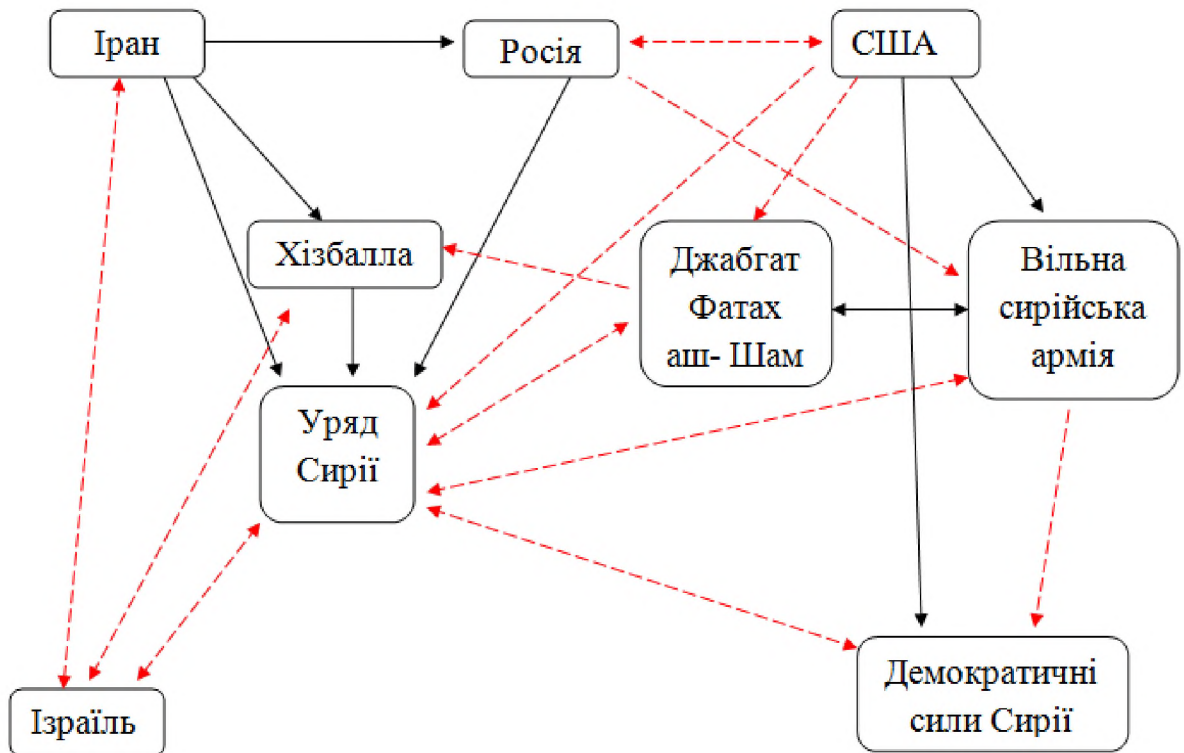 Іран
Росія
США
Хізбалла
Джабгат
Фатах
аш- Шам
Вільна
сирійська
армія
Уряд
Сирії
Демократичні
сили Сирії
Ізраїль